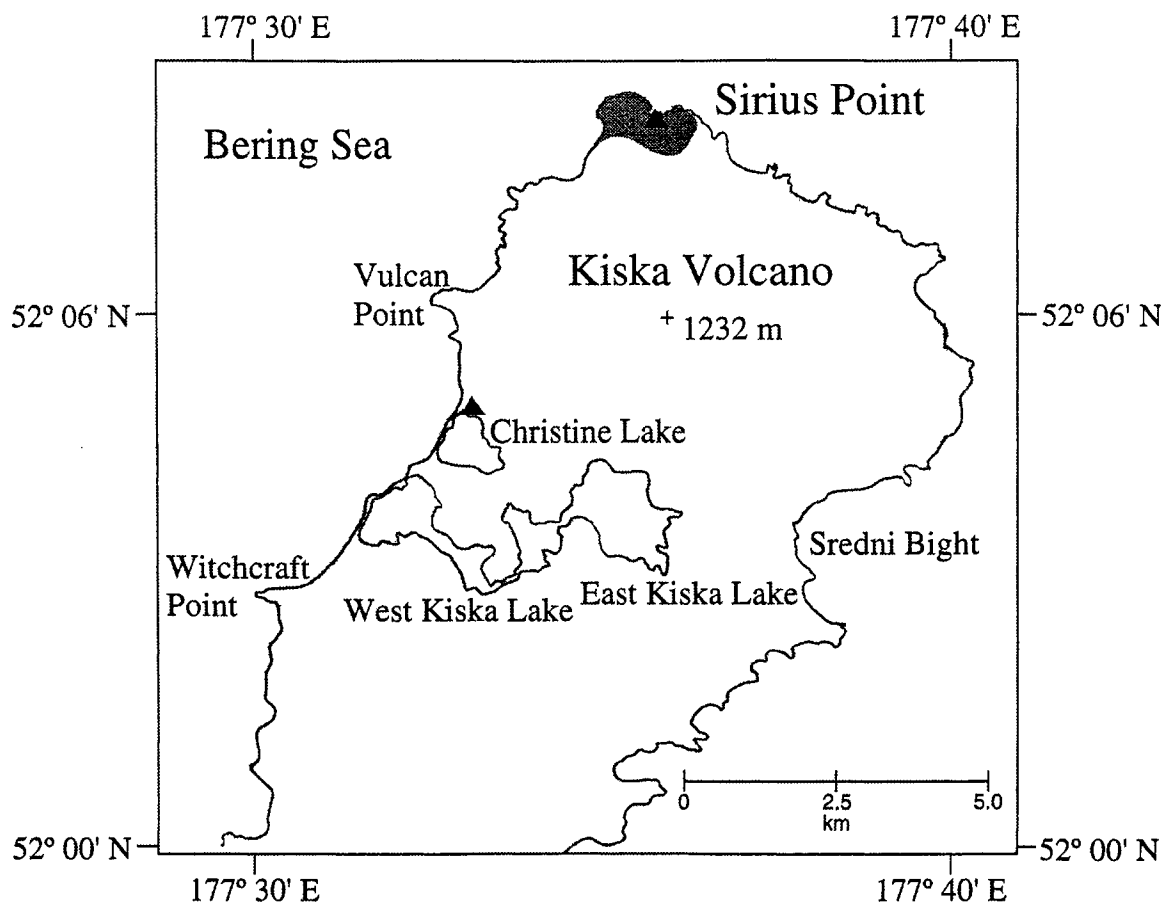 177° 30' E
177° 40' E
Sirius Point
Bering Sea
Vulcan
Point
Kiska Volcano
52° 06' N
52° 06' N
+ 1232 m
Christine Lake
Sredni Bight
Witchcraft
Point
West Kiska Lake
East Kiska Lake
0 2.5 5.0
km
52° 00' N
52° 00' N
177° 30' E
177° 40' E